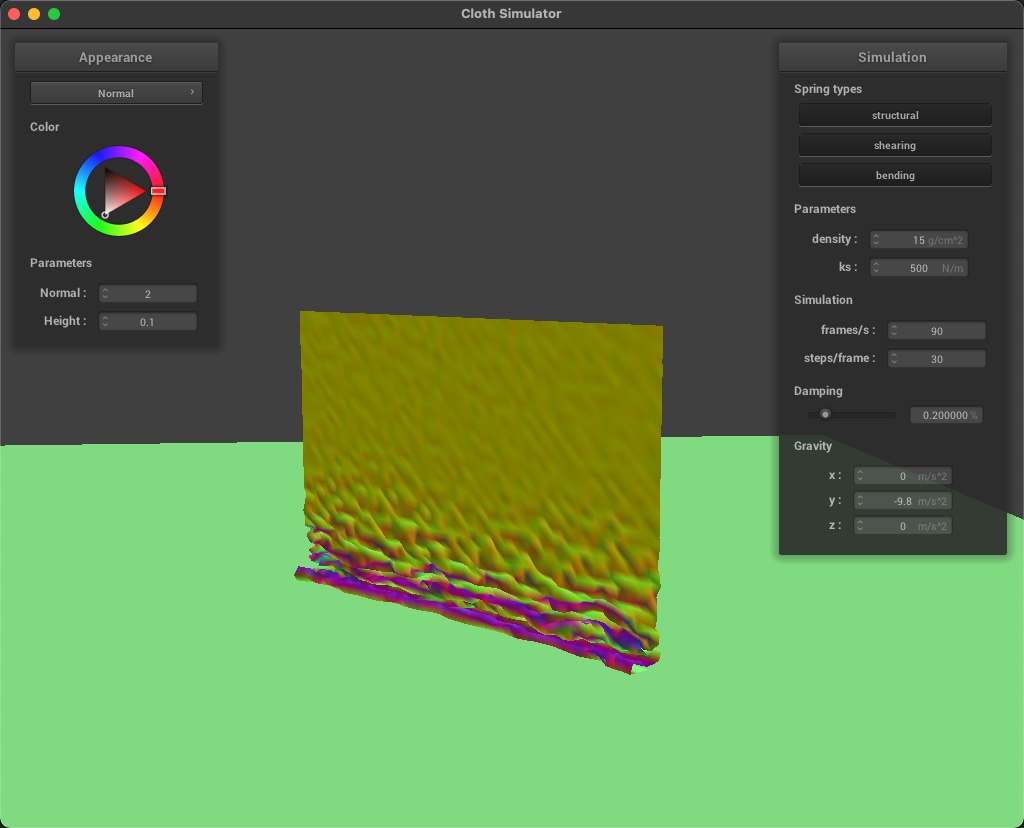 Cloth Simulator
Appearance
Normal
Color
Parameters
Normal : 2
Height : 0.1
Simulation
Spring types
structural
shearing
bending
Parameters
density : 15 g/cm^2
ks : 500 N/m
Simulation
frames/s : 90
steps/frame : 30
Damping
0.200000 %
Gravity
x : 0 m/s^2
y : -9.8 m/s^2
z : 0 m/s^2